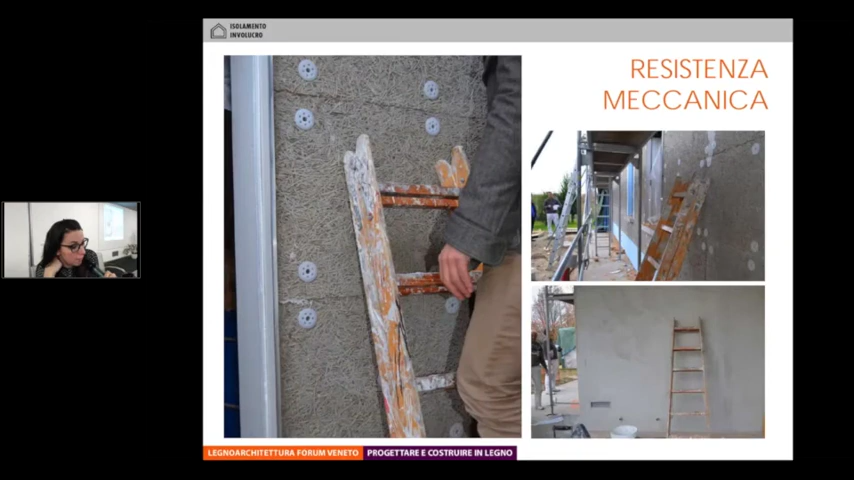 ISOLAMENTO
INVOLUCRO
RESISTENZA
MECCANICA
LEGNOARCHITETTURA FORUM VENETO PROGETTARE E COSTRUIRE IN LEGNO